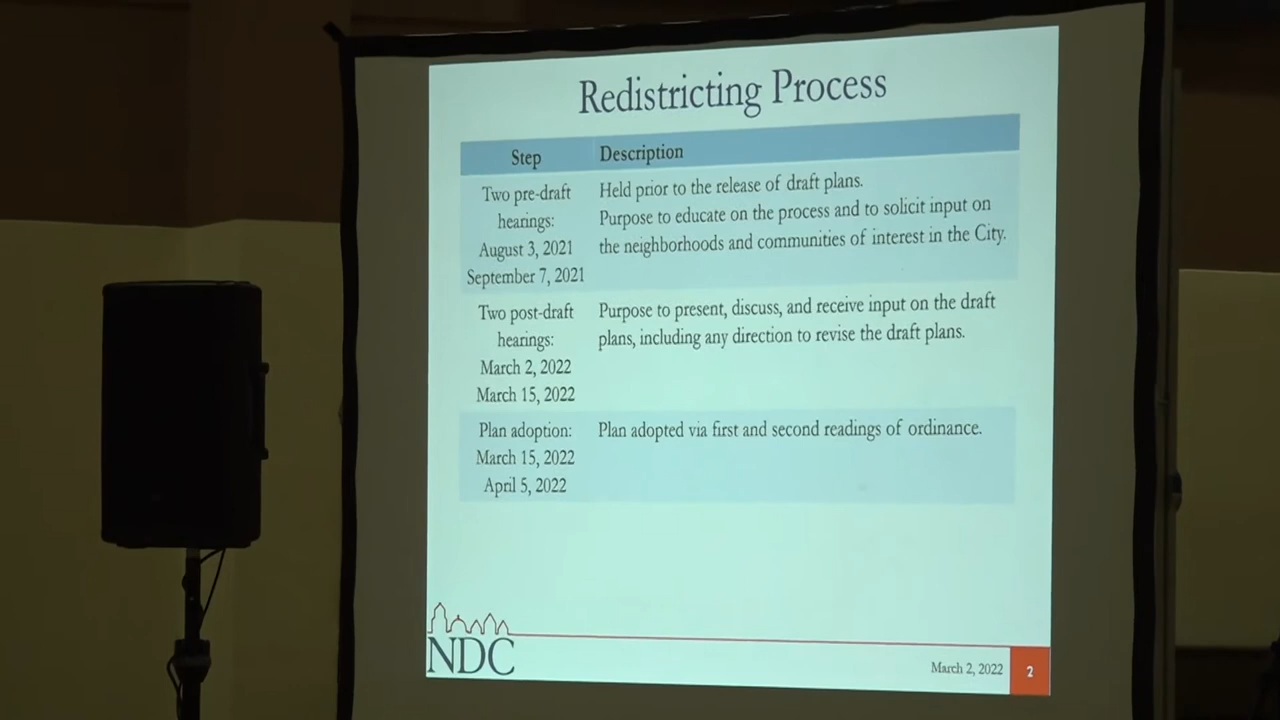 Redistricting Process
Step
Description
Two pre-draft
hearings:
August 3, 2021
September 7, 2021
Held prior to the release of draft plans.
Purpose to educate on the process and to solicit input on
the neighborhoods and communities of interest in the City.
Two post-draft
hearings:
March 2, 2022
March 15, 2022
Purpose to present, discuss, and receive input on the draft
plans, including any direction to revise the draft plans.
Plan adoption:
March 15, 2022
April 5, 2022
Plan adopted via first and second readings of ordinance.
NDC
March 2, 2022
2